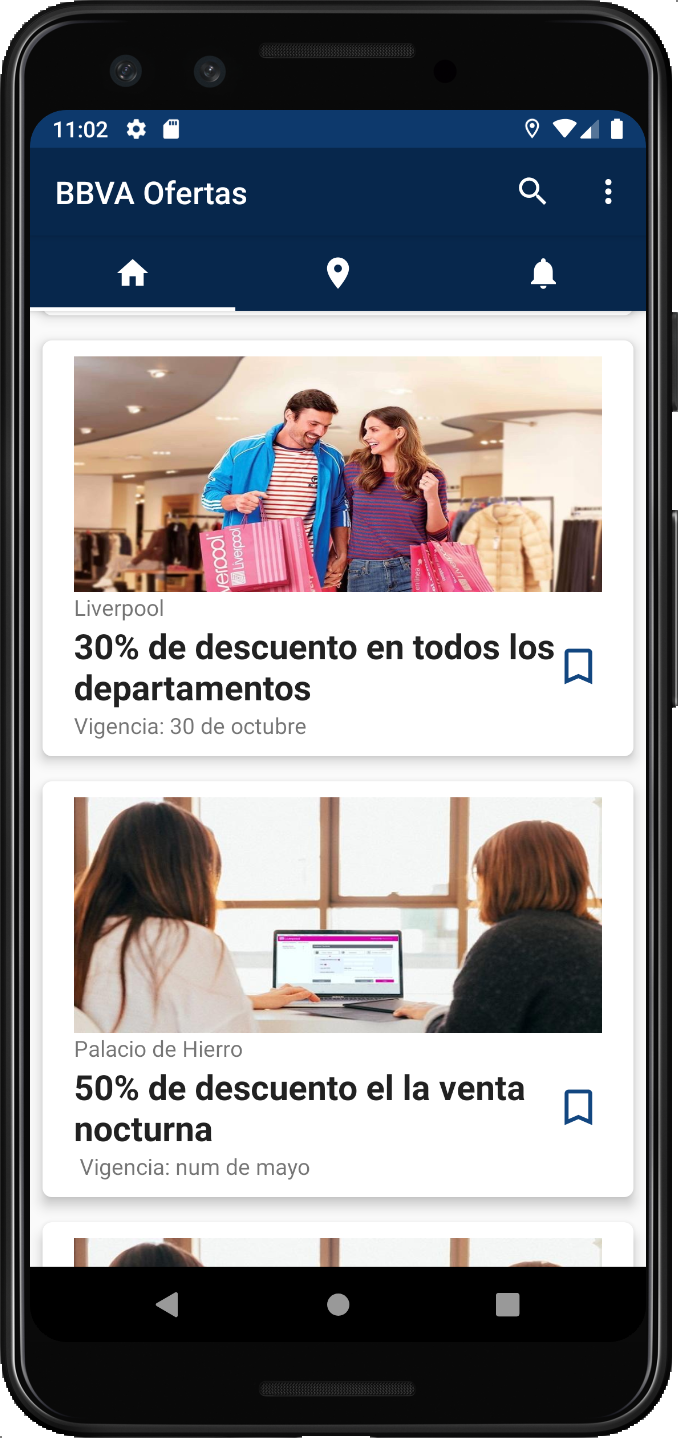 11:02
BBVA Ofertas
verpool
Liverpool
Liverpool
30% de descuento en todos los
departamentos
Vigencia: 30 de octubre
Palacio de Hierro
50% de descuento el la venta
nocturna
Vigencia: num de mayo